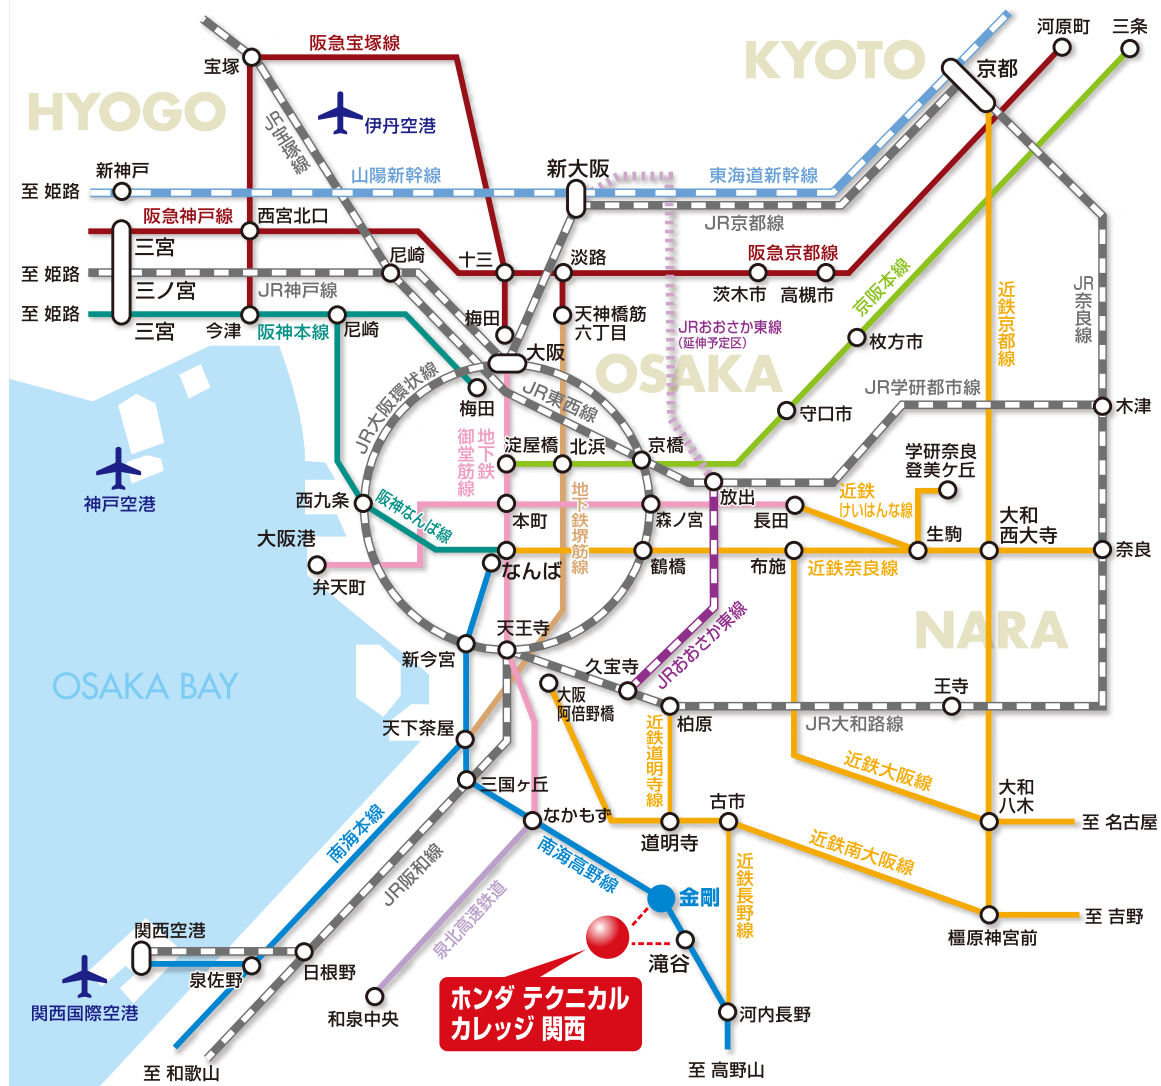 阪急宝塚線
河原町
三条
宝塚
KYOTO
京都
HYOGO
伊丹空港
JR宝塚線
新神戸
山陽新幹線
新大阪
東海道新幹線
至 姫路
阪急神戸線
西宮北口
JR京都線
三宮
尼崎
十三
淡路
阪急京都線
至 姫路
三ノ宮
JR神戸線
茨木市
高槻市
京阪本線
近鉄京都線
JR奈良線
至 姫路
三宮
今津
阪神本線
尼崎
梅田
天神橋筋
六丁目
JRおおさか東線
(延伸予定区)
枚方市
大阪
OSAKA
JR大阪環状線
JR東西線
JR学研都市線
梅田
守口市
木津
地下鉄
御堂筋線
淀屋橋
北浜
京橋
学研奈良
登美ケ丘
神戸空港
西九条
阪神なんば線
本町
地下鉄堺筋線
森ノ宮
放出
長田
近鉄
けいはんな線
大和
西大寺
大阪港
生駒
奈良
弁天町
なんば
鶴橋
布施
近鉄奈良線
天王寺
NARA
新今宮
久宝寺
JRおおさか東線
OSAKA BAY
大阪
阿倍野橋
王寺
天下茶屋
柏原
JR大和路線
近鉄道明寺線
三国ヶ丘
近鉄大阪線
大和
八木
なかもず
古市
至 名古屋
南海本線
道明寺
南海高野線
近鉄南大阪線
JR阪和線
近鉄長野線
泉北高速鉄道
金剛
至 吉野
関西空港
橿原神宮前
滝谷
泉佐野
日根野
関西国際空港
和泉中央
ホンダ テクニカル
カレッジ 関西
河内長野
至 和歌山
至 高野山